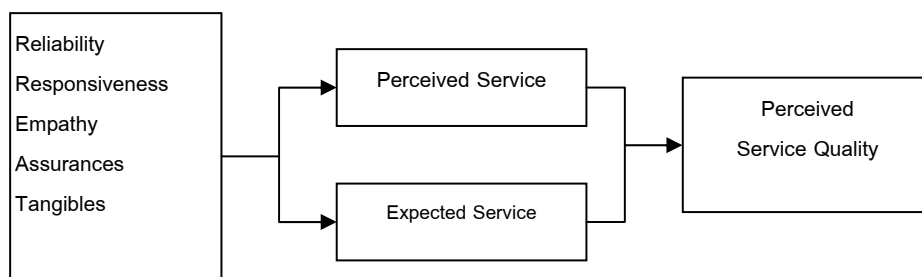 Reliability
Responsiveness
Empathy
Assurances
Tangibles
Perceived Service
Expected Service
Perceived
Service Quality